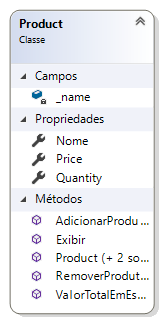 Product
Classe
Campos
_name
Propriedades
Nome
Price
Quantity
Métodos
AdicionarProdu...
Exibir
Product (+ 2 so...
RemoverProdut...
ValorTotalEmEs...